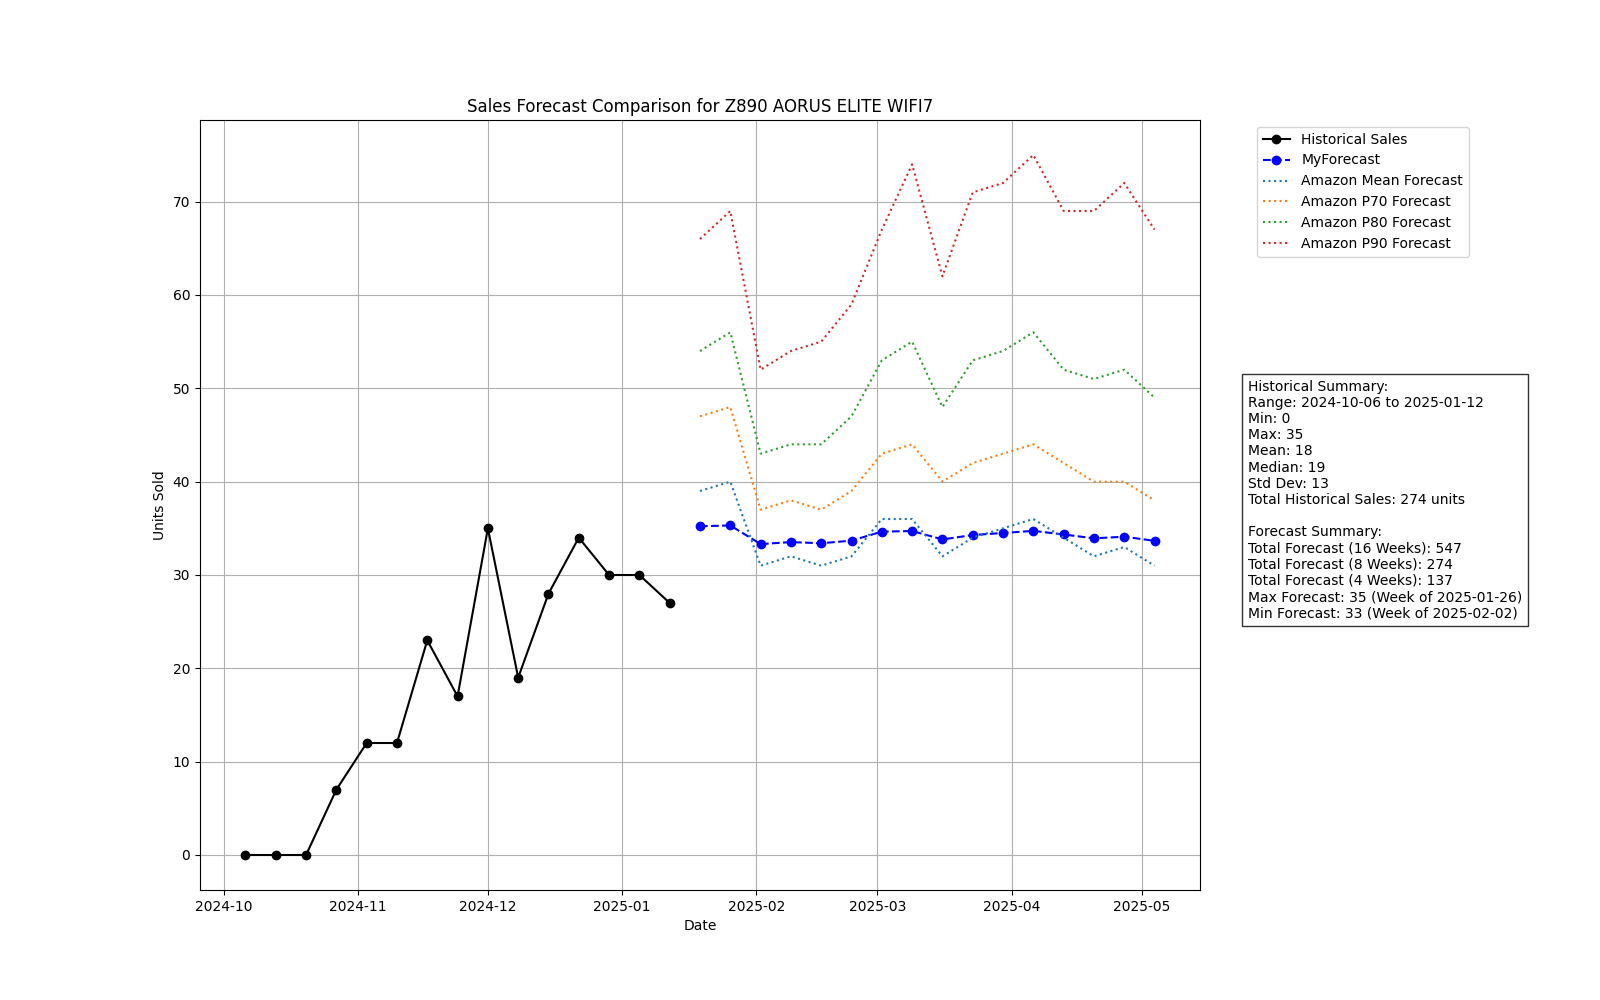 Sales Forecast Comparison for Z890 AORUS ELITE WIFI7
Historical Sales
MyForecast
Amazon Mean Forecast
Amazon P70 Forecast
Amazon P80 Forecast
Amazon P90 Forecast
70
60
50
40
30
20
10
0
Units Sold
2024-10 2024-11 2024-12 2025-01 2025-02 2025-03 2025-04 2025-05
Date
Historical Summary:
Range: 2024-10-06 to 2025-01-12
Min: 0
Max: 35
Mean: 18
Median: 19
Std Dev: 13
Total Historical Sales: 274 units
Forecast Summary:
Total Forecast (16 Weeks): 547
Total Forecast (8 Weeks): 274
Total Forecast (4 Weeks): 137
Max Forecast: 35 (Week of 2025-01-26)
Min Forecast: 33 (Week of 2025-02-02)